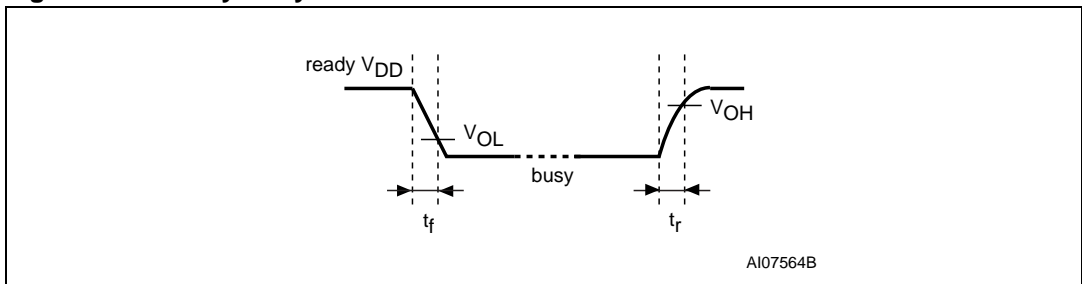 ready VDD
VOL
VOH
busy
tf
tr
AI07564B